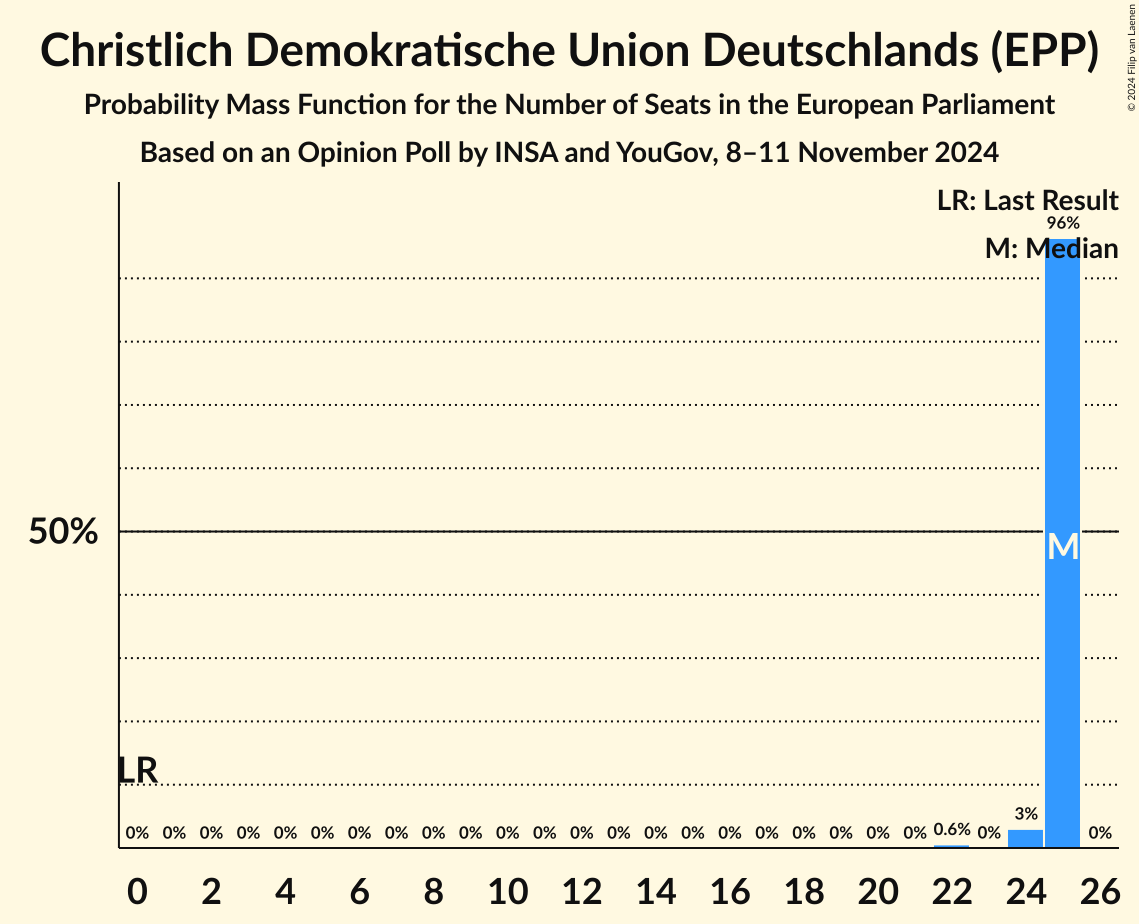 Christlich Demokratische Union Deutschlands (EPP)
Probability Mass Function for the Number of Seats in the European Parliament
Based on an Opinion Poll by INSA and YouGov, 8–11 November 2024
© 2024 Filip van Laenen
LR: Last Result
96%
M: Median
50%
M
LR
0% 0% 0% 0% 0% 0% 0% 0% 0% 0% 0% 0% 0% 0% 0% 0% 0% 0% 0% 0% 0% 0% 0.6% 0% 3% 0%
0 2 4 6 8 10 12 14 16 18 20 22 24 26